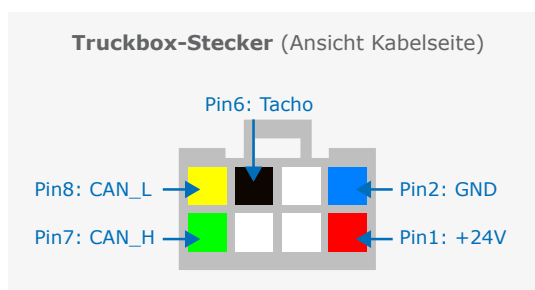 Truckbox-Stecker (Ansicht Kabelseite)
Pin6: Tacho
Pin8: CAN_L
Pin2: GND
Pin7: CAN_H
Pin1: +24V